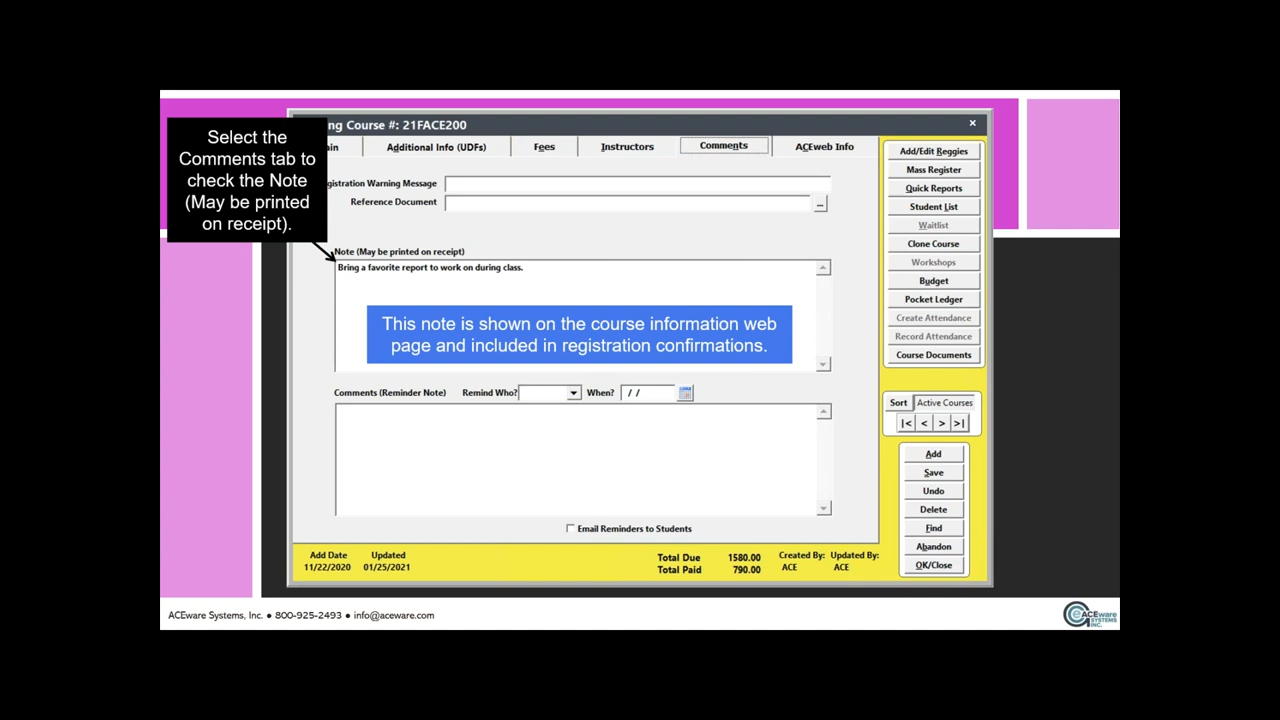 Select the
Comments tab to
check the Note
(May be printed
on receipt).
ng Course #: 21FACE200
ain
Additional Info (UDFs)
Fees
Instructors
Comments
ACEweb Info
gistration Warning Message
Reference Document
...
Note (May be printed on receipt)
Bring a favorite report to work on during class.
This note is shown on the course information web
page and included in registration confirmations.
Comments (Reminder Note)
Remind Who?
When?
/ /
Email Reminders to Students
Add/Edit Reggies
Mass Register
Quick Reports
Student List
Waitlist
Clone Course
Workshops
Budget
Pocket Ledger
Create Attendance
Record Attendance
Course Documents
Sort
Active Courses
|< < > >|
Add
Save
Undo
Delete
Find
Abandon
OK/Close
Add Date
Updated
11/22/2020
01/25/2021
Total Due 1580.00
Total Paid 790.00
Created By: Updated By:
ACE ACE
ACEware Systems, Inc. ● 800-925-2493 ● info@aceware.com
ACEware
SYSTEMS
INC.